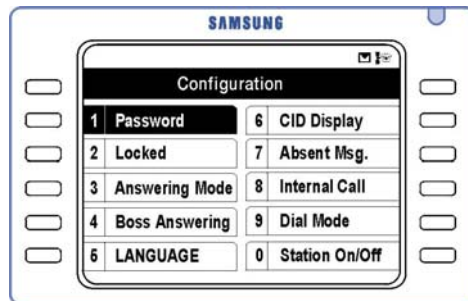 SAMSUNG
Configuration
1 Password
6 CID Display
2 Locked
7 Absent Msg.
3 Answering Mode
8 Internal Call
4 Boss Answering
9 Dial Mode
5 LANGUAGE
0 Station On/Off